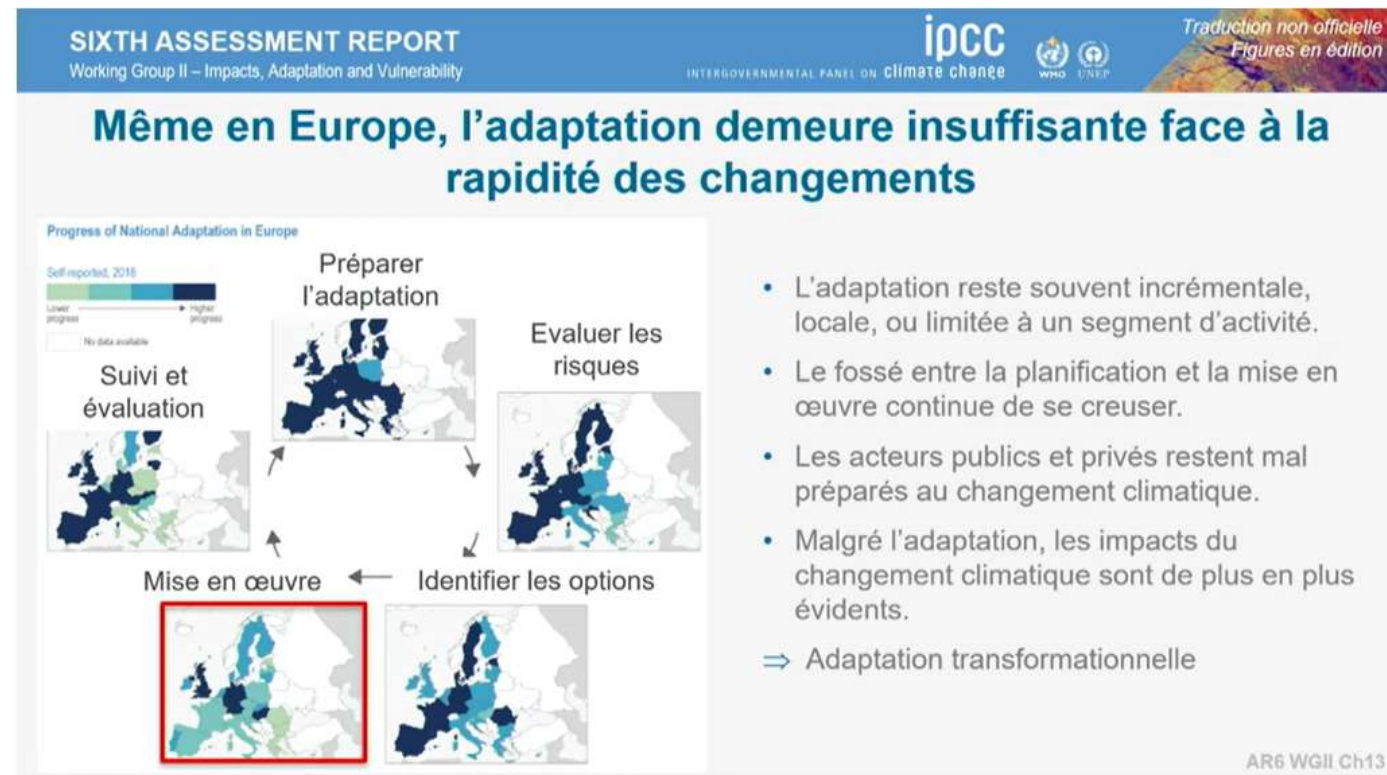 SIXTH ASSESSMENT REPORT
Working Group II – Impacts, Adaptation and Vulnerability
ipcc
INTERGOVERNMENTAL PANEL ON climate change
WMO UNEP
Traduction non officielle
Figures en édition
Même en Europe, l’adaptation demeure insuffisante face à la
rapidité des changements
Progress of National Adaptation in Europe
Self-reported, 2018
Lower
progress
Higher
progress
No data available
Préparer
l’adaptation
Evaluer les
risques
Suivi et
évaluation
Mise en œuvre
Identifier les options
• L’adaptation reste souvent incrémentale,
locale, ou limitée à un segment d’activité.
• Le fossé entre la planification et la mise en
œuvre continue de se creuser.
• Les acteurs publics et privés restent mal
préparés au changement climatique.
• Malgré l’adaptation, les impacts du
changement climatique sont de plus en plus
évidents.
⇒ Adaptation transformationnelle
AR6 WGII Ch13